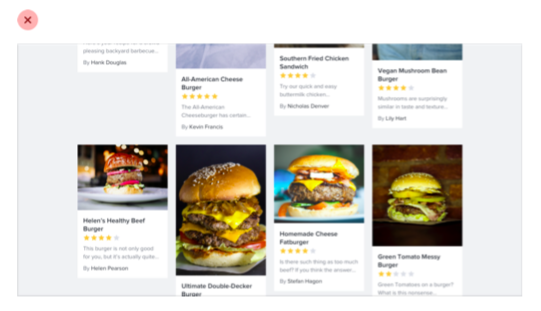 pleasing backyard barbecue...
By Hank Douglas
All-American Cheese
Burger
The All-American
Cheeseburger has certain...
By Kevin Francis
Southern Fried Chicken
Sandwich
Try our quick and easy
buttermilk chicken...
By Nicholas Denver
Vegan Mushroom Bean
Burger
Mushrooms are surprisingly
similar in taste and texture...
By Lily Hart
Helen's Healthy Beef
Burger
This burger is not only good
for you, but it's actually quite...
By Helen Pearson
Ultimate Double-Decker
Burger
Homemade Cheese
Fatburger
Is there such thing as too much
beef? If you think the answer...
By Stefan Hagon
Green Tomato Messy
Burger
Green Tomatoes on a burger?
What is this nonsense...